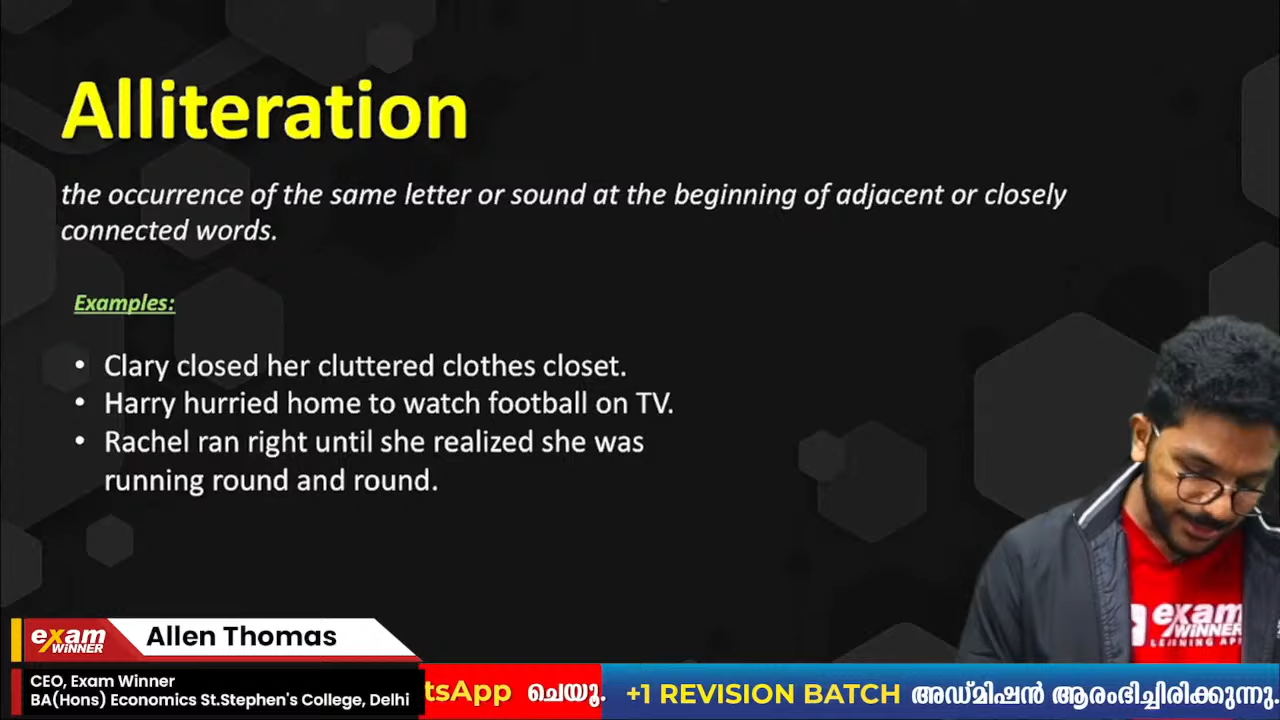 Alliteration
the occurrence of the same letter or sound at the beginning of adjacent or closely
connected words.
Examples:
• Clary closed her cluttered clothes closet.
• Harry hurried home to watch football on TV.
• Rachel ran right until she realized she was
running round and round.
exam
WiNNER
LEARNING AP
exam
WiNNER
Allen Thomas
CEO, Exam Winner
BA(Hons) Economics St.Stephen's College, Delhi
tsApp ചെയൂ. +1 REVISION BATCH അഡ്മിഷൻ ആരംഭിച്ചിരിക്കുന്നു.